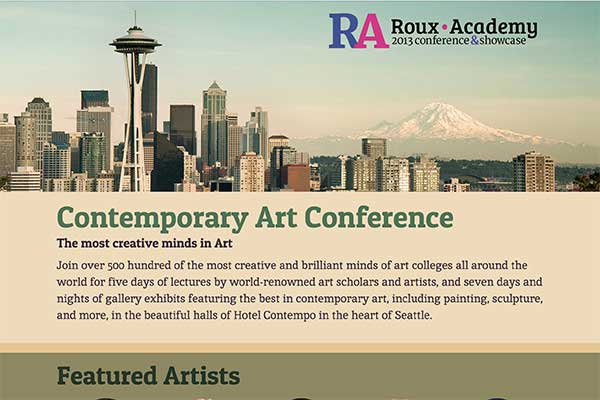 RA Roux•Academy
2013 conference&showcase
Contemporary Art Conference
The most creative minds in Art
Join over 500 hundred of the most creative and brilliant minds of art colleges all around the
world for five days of lectures by world-renowned art scholars and artists, and seven days and
nights of gallery exhibits featuring the best in contemporary art, including painting, sculpture,
and more, in the beautiful halls of Hotel Contempo in the heart of Seattle.
Featured Artists